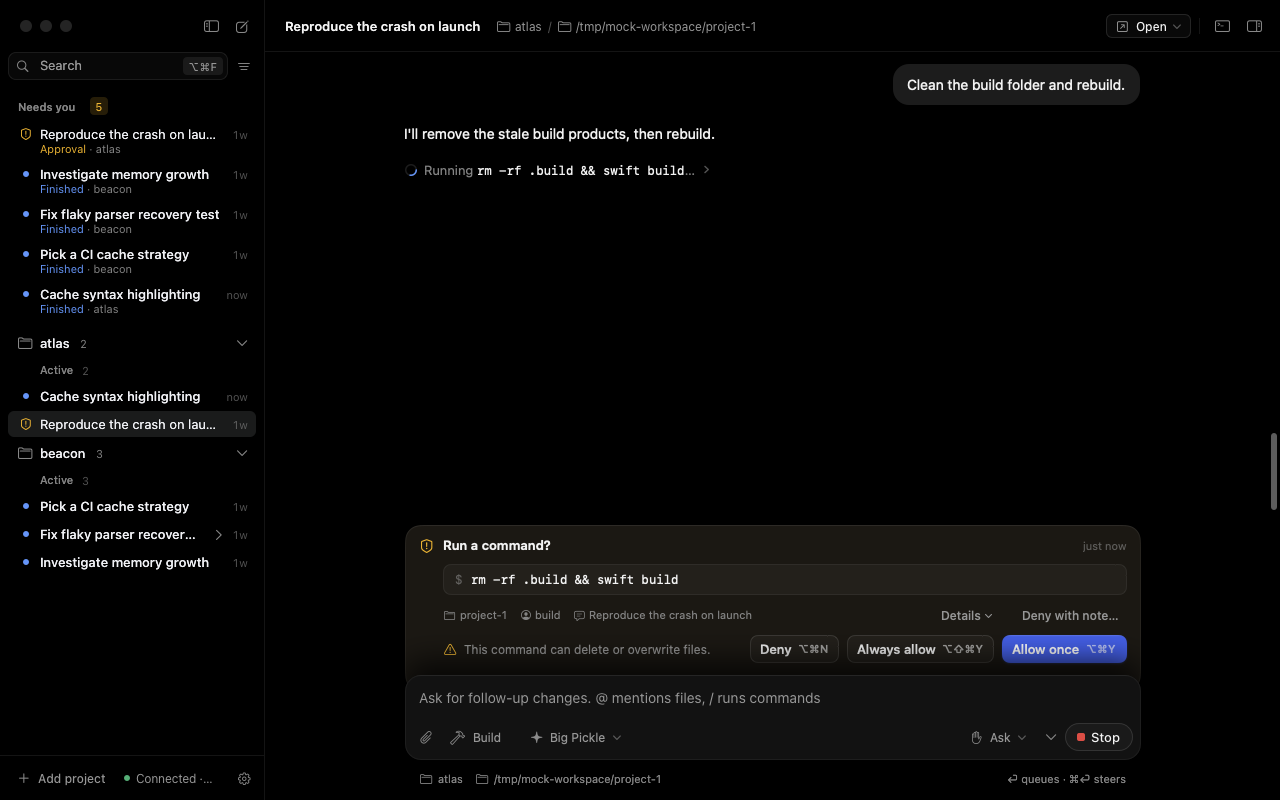 Search ⌥⌘F
Needs you 5
Reproduce the crash on lau... 1w
Approval · atlas
Investigate memory growth 1w
Finished · beacon
Fix flaky parser recovery test 1w
Finished · beacon
Pick a CI cache strategy 1w
Finished · beacon
Cache syntax highlighting now
Finished · atlas
atlas 2
Active 2
Cache syntax highlighting now
Reproduce the crash on lau... 1w
beacon 3
Active 3
Pick a CI cache strategy 1w
Fix flaky parser recover... 1w
Investigate memory growth 1w
Add project Connected ·...
Reproduce the crash on launch atlas / /tmp/mock-workspace/project-1 Open
Clean the build folder and rebuild.
I'll remove the stale build products, then rebuild.
Running rm -rf .build && swift build...
Run a command? just now
$ rm -rf .build && swift build
project-1 build Reproduce the crash on launch Details Deny with note...
This command can delete or overwrite files. Deny ⌥⌘N Always allow ⌥⇧⌘Y Allow once ⌥⌘Y
Ask for follow-up changes. @ mentions files, / runs commands
Build Big Pickle Ask Stop
atlas /tmp/mock-workspace/project-1 ⏎ queues · ⌘⏎ steers